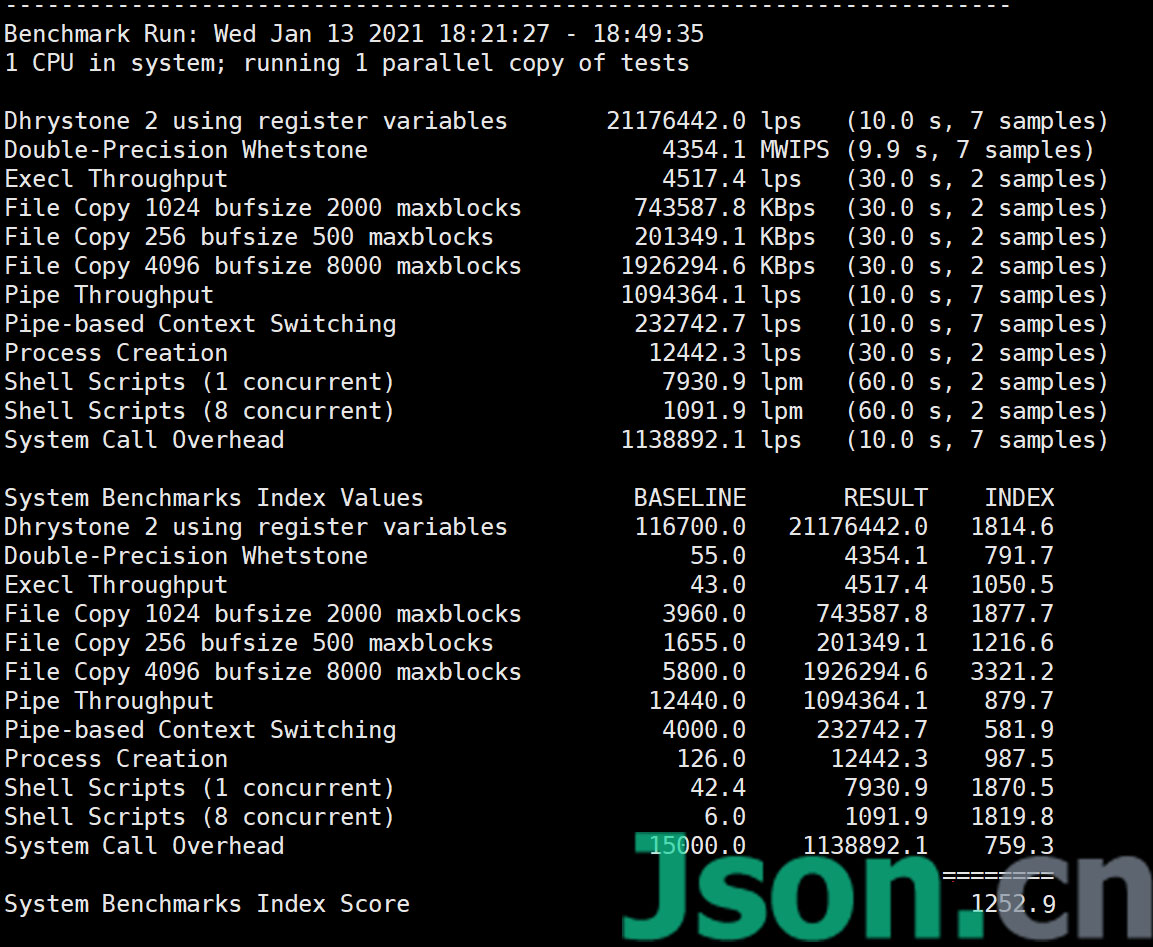 ------------------------------------------------------------------------
Benchmark Run: Wed Jan 13 2021 18:21:27 - 18:49:35
1 CPU in system; running 1 parallel copy of tests

Dhrystone 2 using register variables       21176442.0 lps   (10.0 s, 7 samples)
Double-Precision Whetstone                     4354.1 MWIPS (9.9 s, 7 samples)
Execl Throughput                               4517.4 lps   (30.0 s, 2 samples)
File Copy 1024 bufsize 2000 maxblocks        743587.8 KBps  (30.0 s, 2 samples)
File Copy 256 bufsize 500 maxblocks          201349.1 KBps  (30.0 s, 2 samples)
File Copy 4096 bufsize 8000 maxblocks       1926294.6 KBps  (30.0 s, 2 samples)
Pipe Throughput                             1094364.1 lps   (10.0 s, 7 samples)
Pipe-based Context Switching                 232742.7 lps   (10.0 s, 7 samples)
Process Creation                              12442.3 lps   (30.0 s, 2 samples)
Shell Scripts (1 concurrent)                   7930.9 lpm   (60.0 s, 2 samples)
Shell Scripts (8 concurrent)                   1091.9 lpm   (60.0 s, 2 samples)
System Call Overhead                        1138892.1 lps   (10.0 s, 7 samples)

System Benchmarks Index Values               BASELINE       RESULT    INDEX
Dhrystone 2 using register variables         116700.0   21176442.0   1814.6
Double-Precision Whetstone                       55.0       4354.1    791.7
Execl Throughput                                 43.0       4517.4   1050.5
File Copy 1024 bufsize 2000 maxblocks          3960.0     743587.8   1877.7
File Copy 256 bufsize 500 maxblocks            1655.0     201349.1   1216.6
File Copy 4096 bufsize 8000 maxblocks          5800.0    1926294.6   3321.2
Pipe Throughput                               12440.0    1094364.1    879.7
Pipe-based Context Switching                   4000.0     232742.7    581.9
Process Creation                                126.0      12442.3    987.5
Shell Scripts (1 concurrent)                     42.4       7930.9   1870.5
Shell Scripts (8 concurrent)                      6.0       1091.9   1819.8
System Call Overhead                          15000.0    1138892.1    759.3
                                                                   ========
System Benchmarks Index Score                                        1252.9
Json.cn